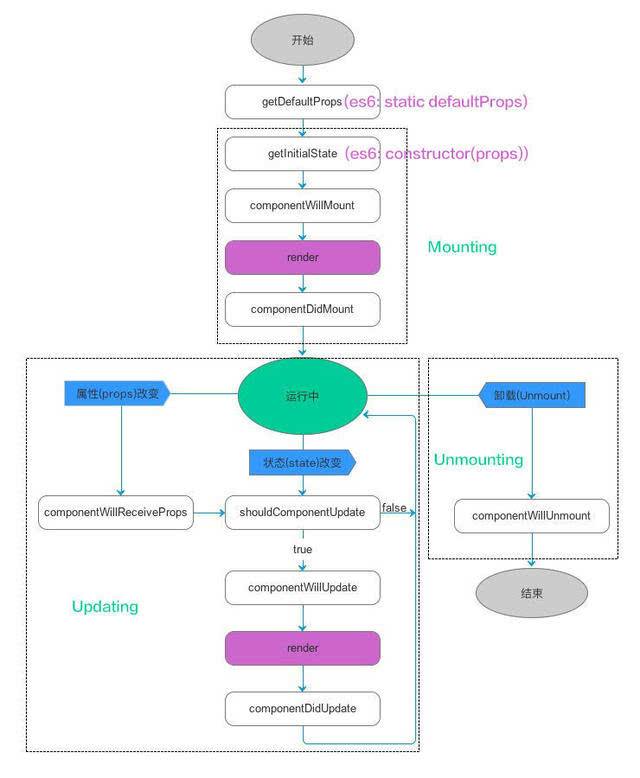 开始
getDefaultProps (es6: static defaultProps)
getInitialState (es6: constructor(props))
componentWillMount
Mounting
render
componentDidMount
属性(props)改变
运行中
卸载(Unmount)
状态(state)改变
Unmounting
componentWillReceiveProps
shouldComponentUpdate
false
componentWillUnmount
true
componentWillUpdate
结束
Updating
render
componentDidUpdate